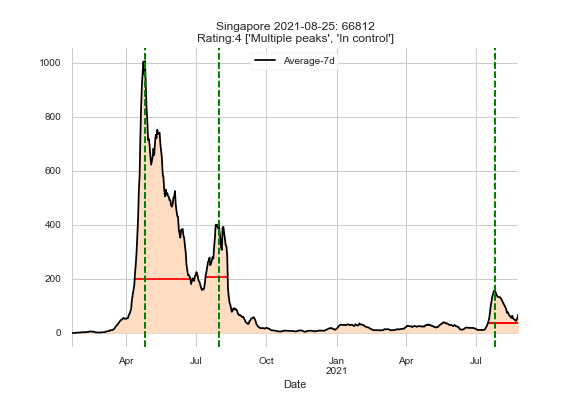 Singapore 2021-08-25: 66812
Rating:4 ['Multiple peaks', 'In control']
Average-7d
1000
800
600
400
200
0
Apr Jul Oct Jan Apr Jul
2021
Date